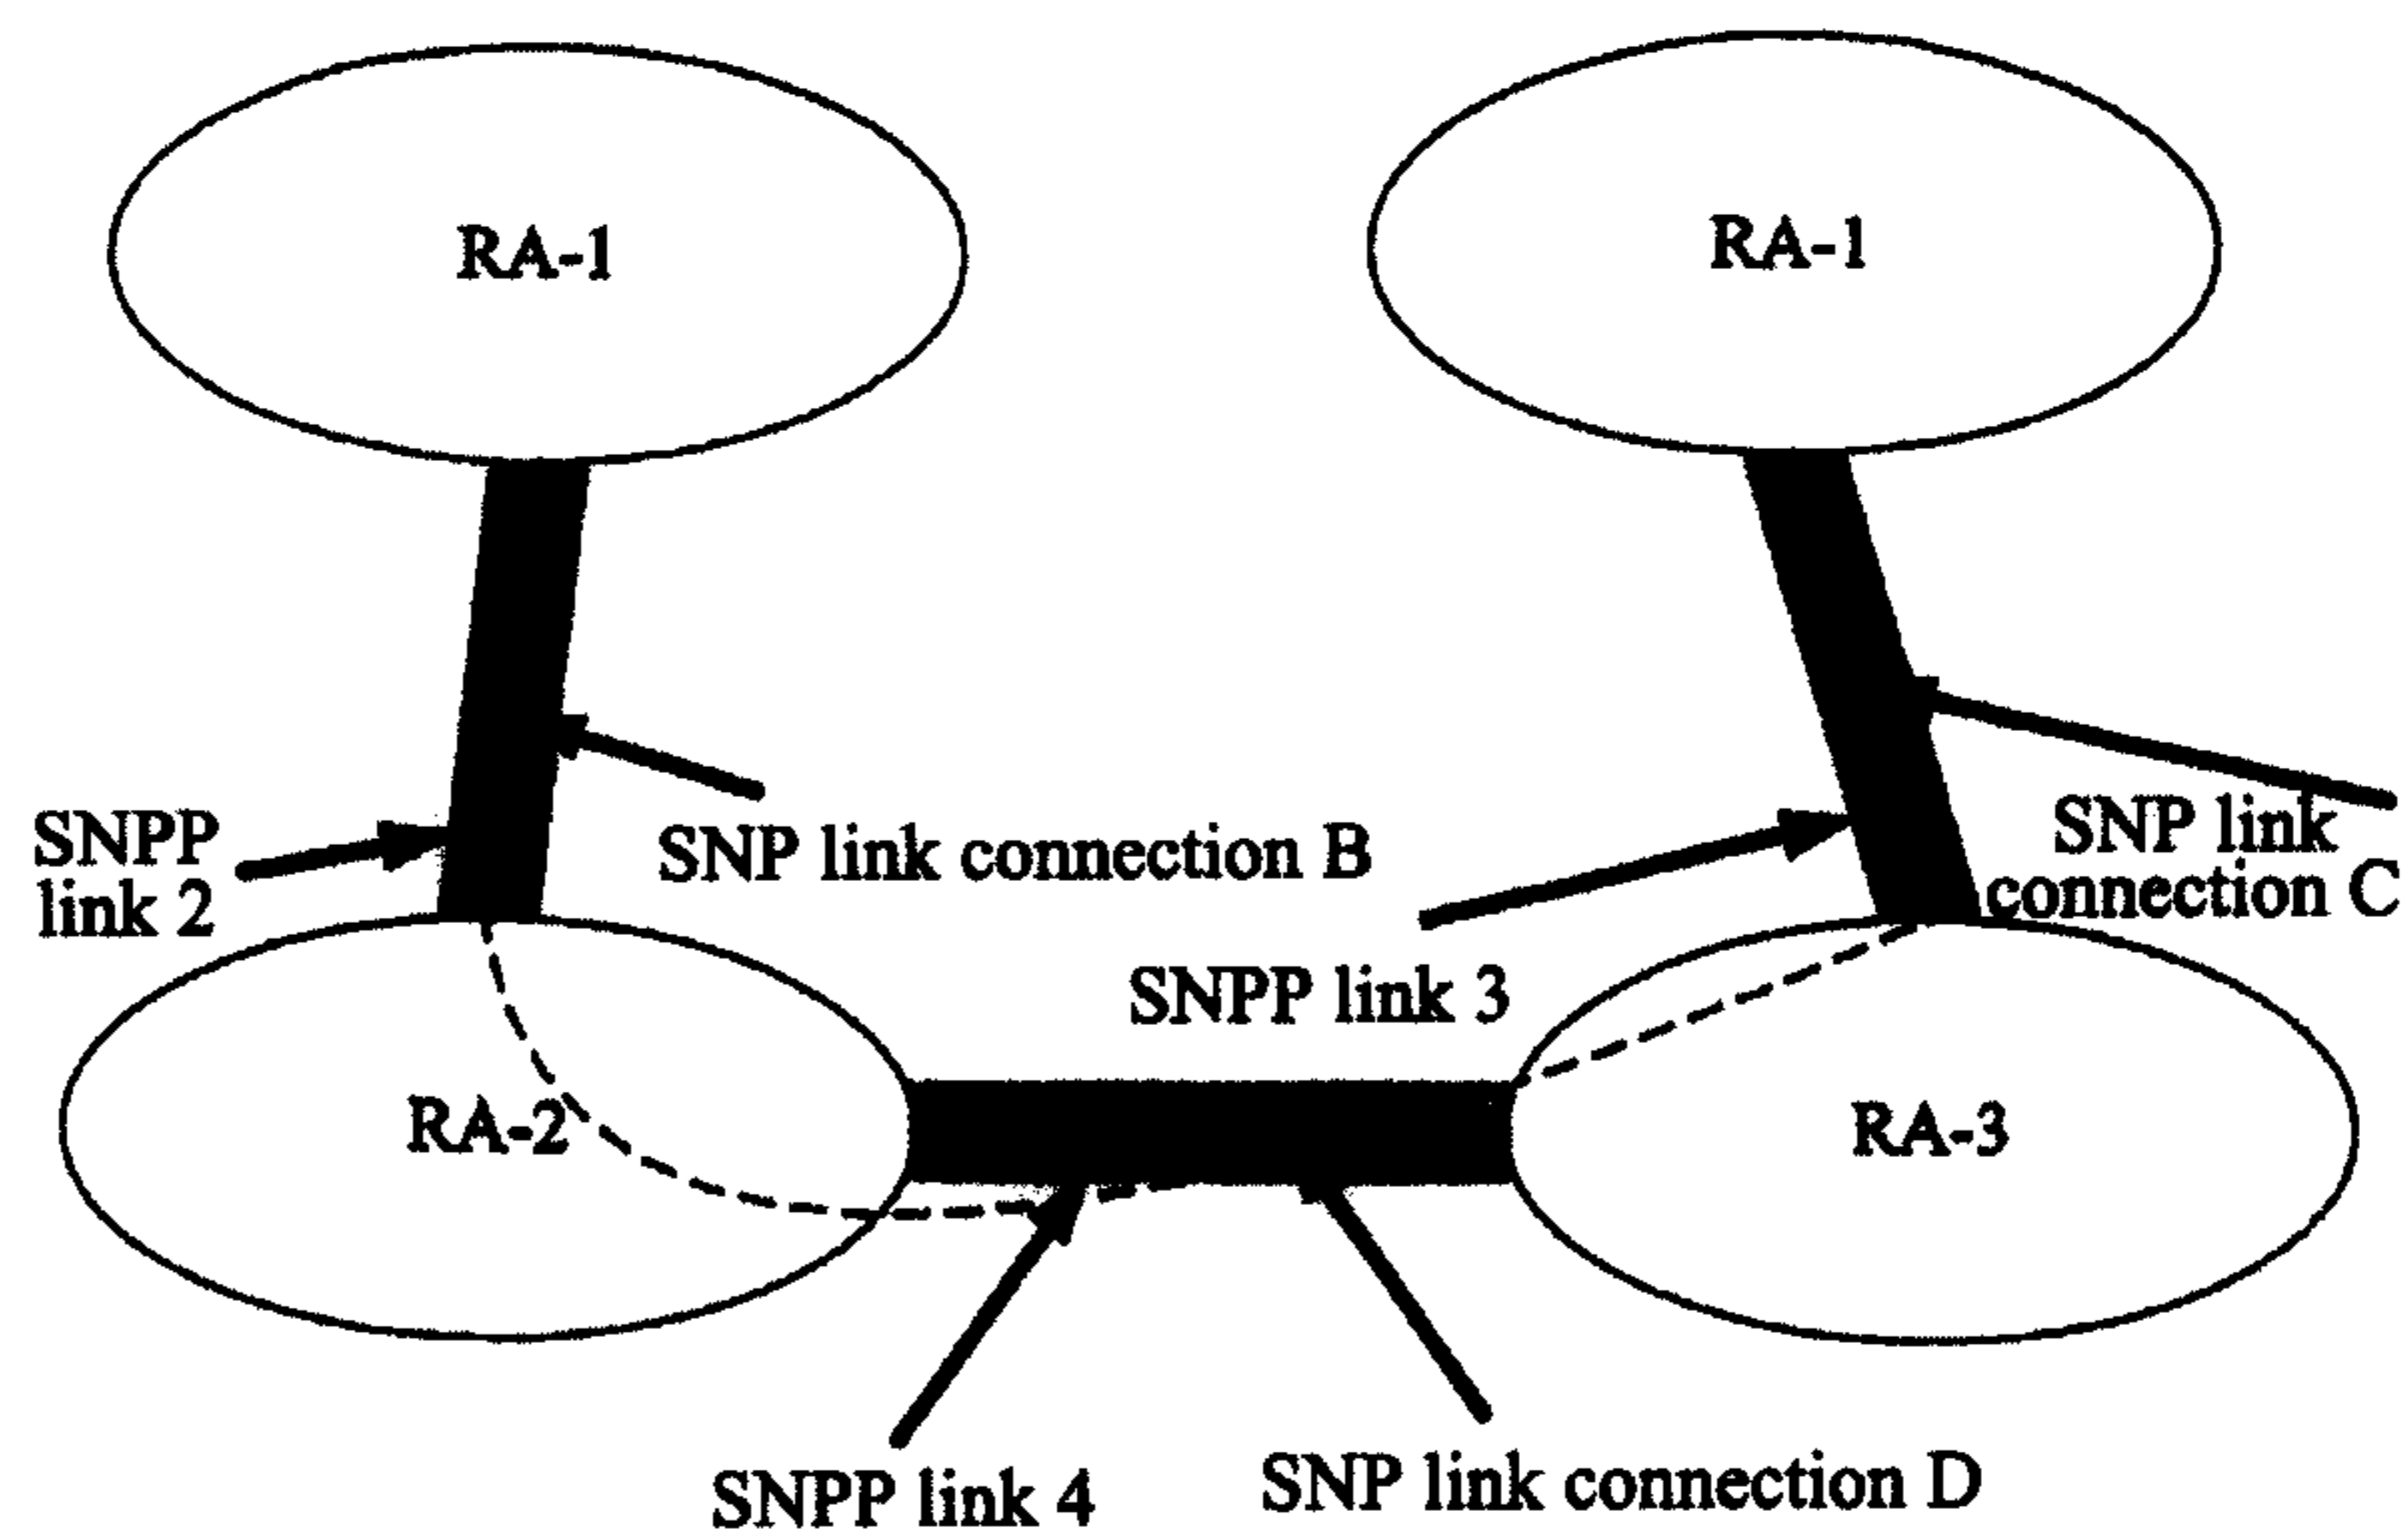 RA-1
RA-1
SNPP
link 2
SNP link connection B
SNP link
connection C
SNPP link 3
RA-2
RA-3
SNPP link 4
SNP link connection D